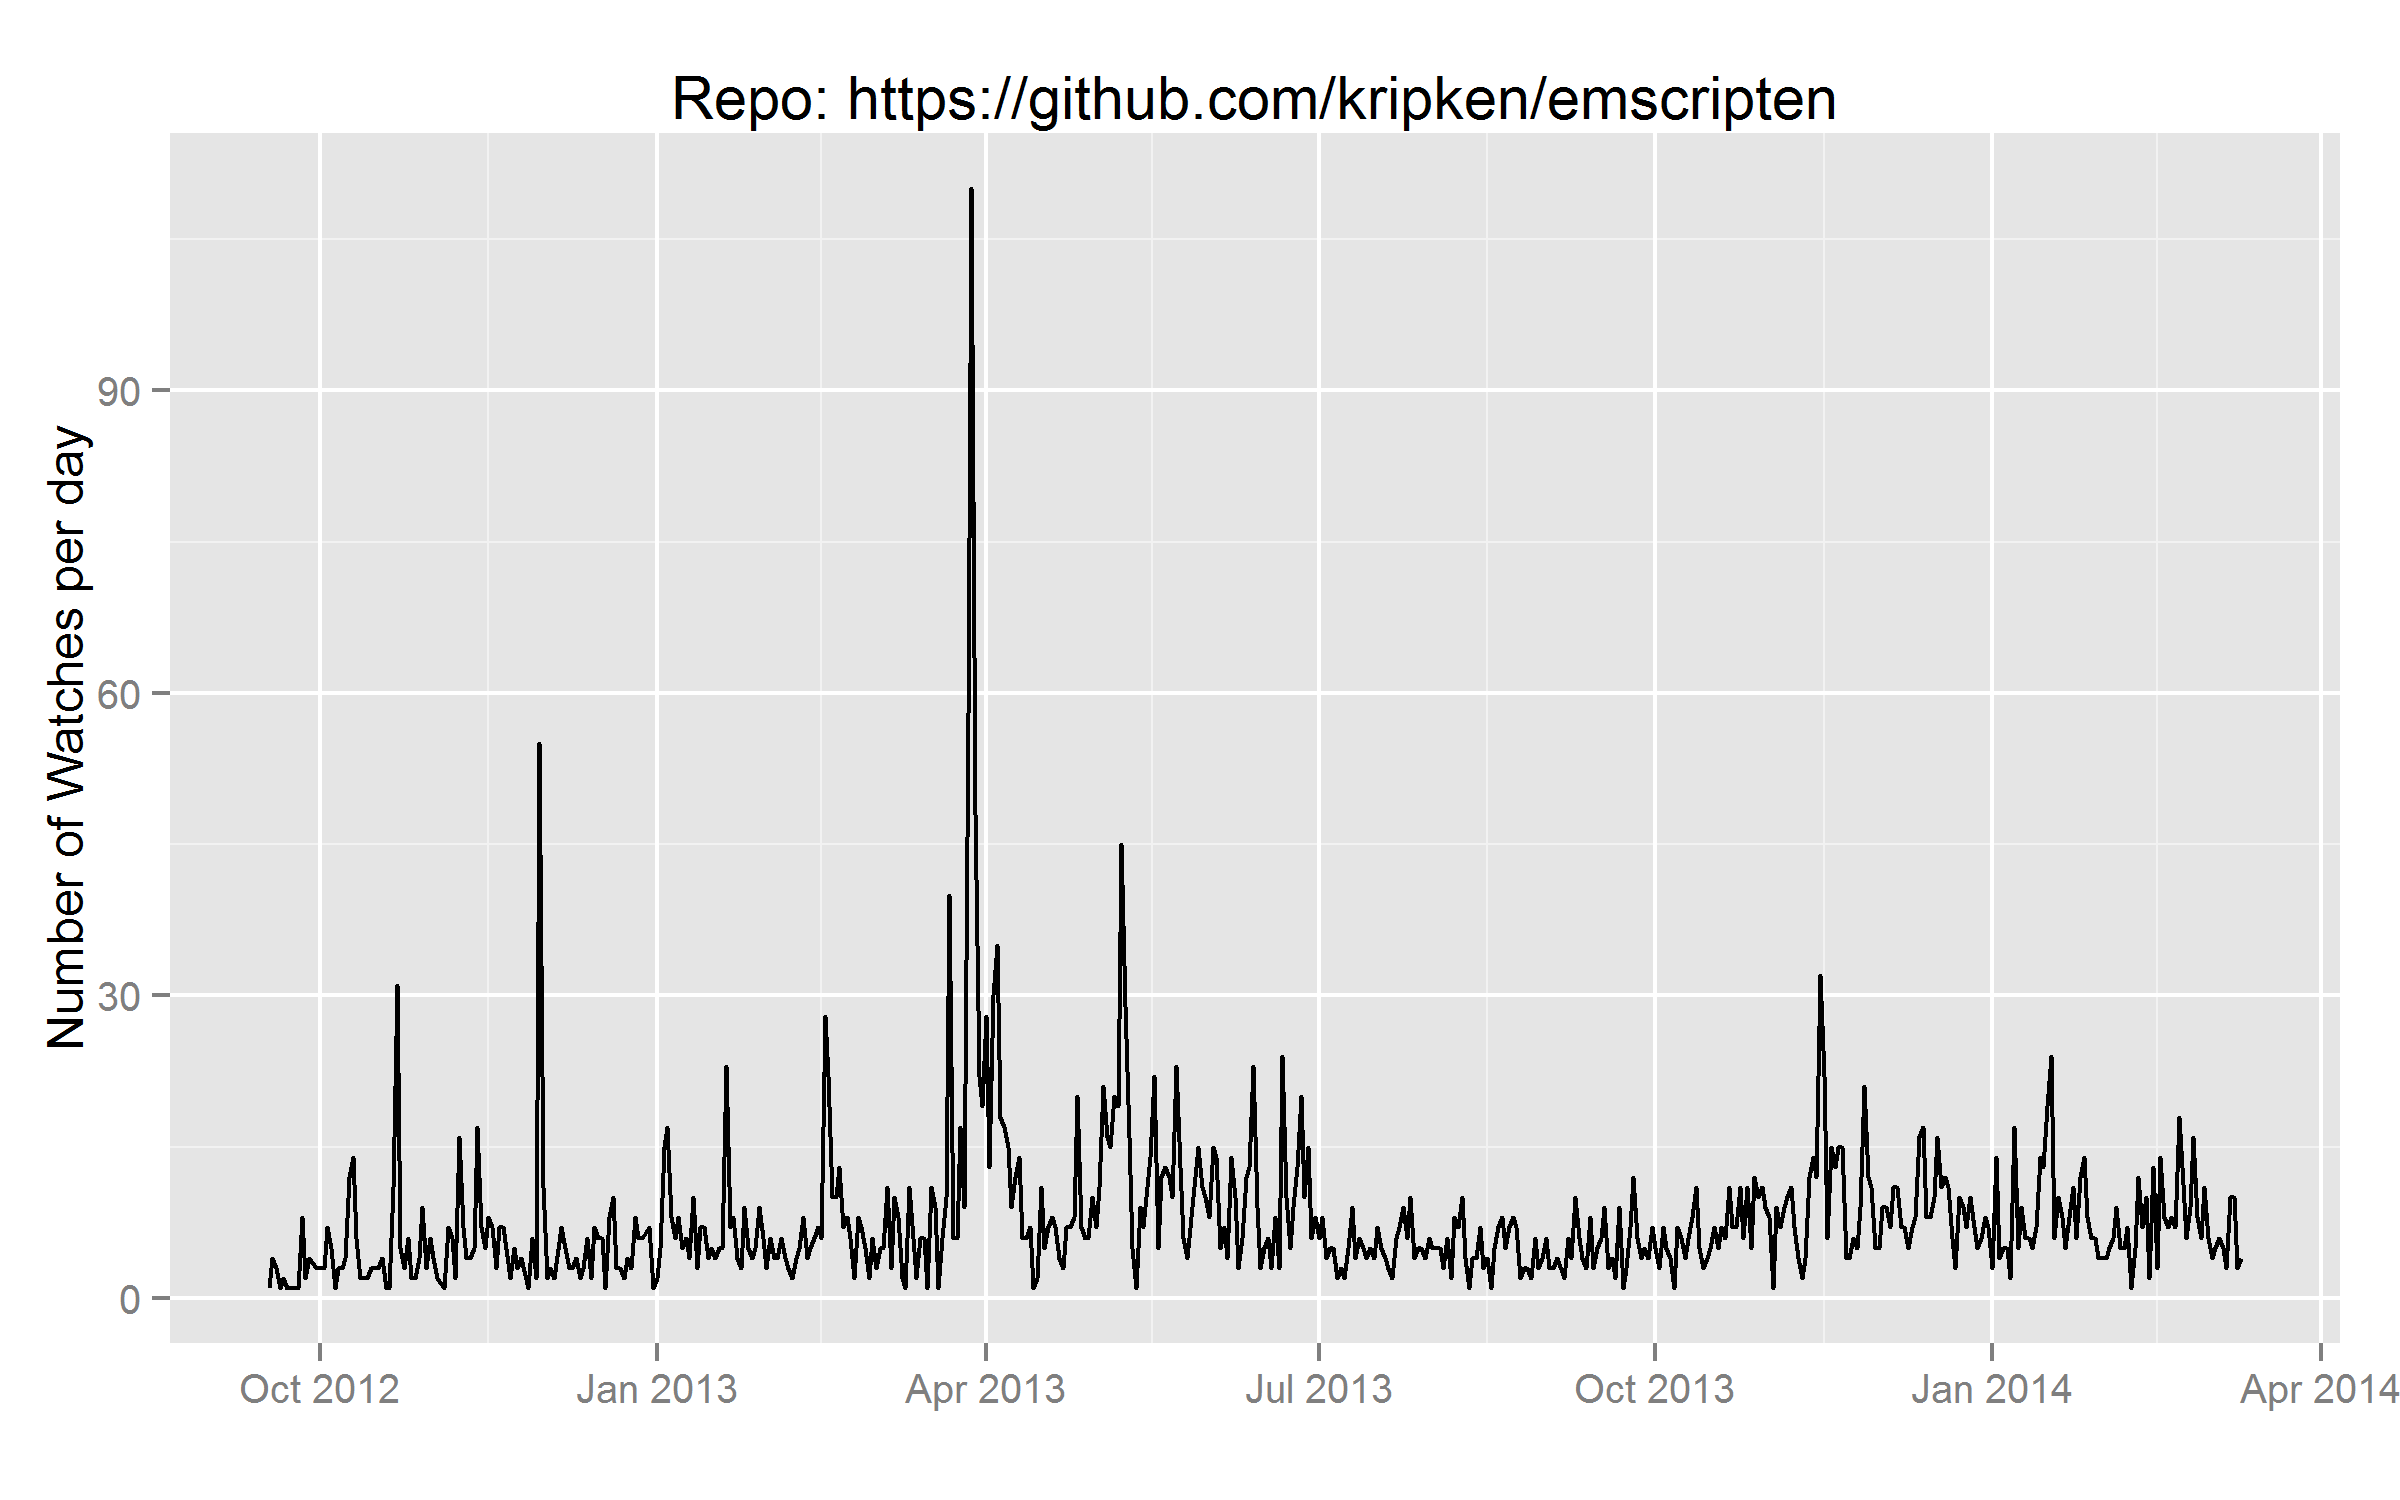 Repo: https://github.com/kripken/emscripten
Number of Watches per day
90
60
30
0
Oct 2012
Jan 2013
Apr 2013
Jul 2013
Oct 2013
Jan 2014
Apr 2014